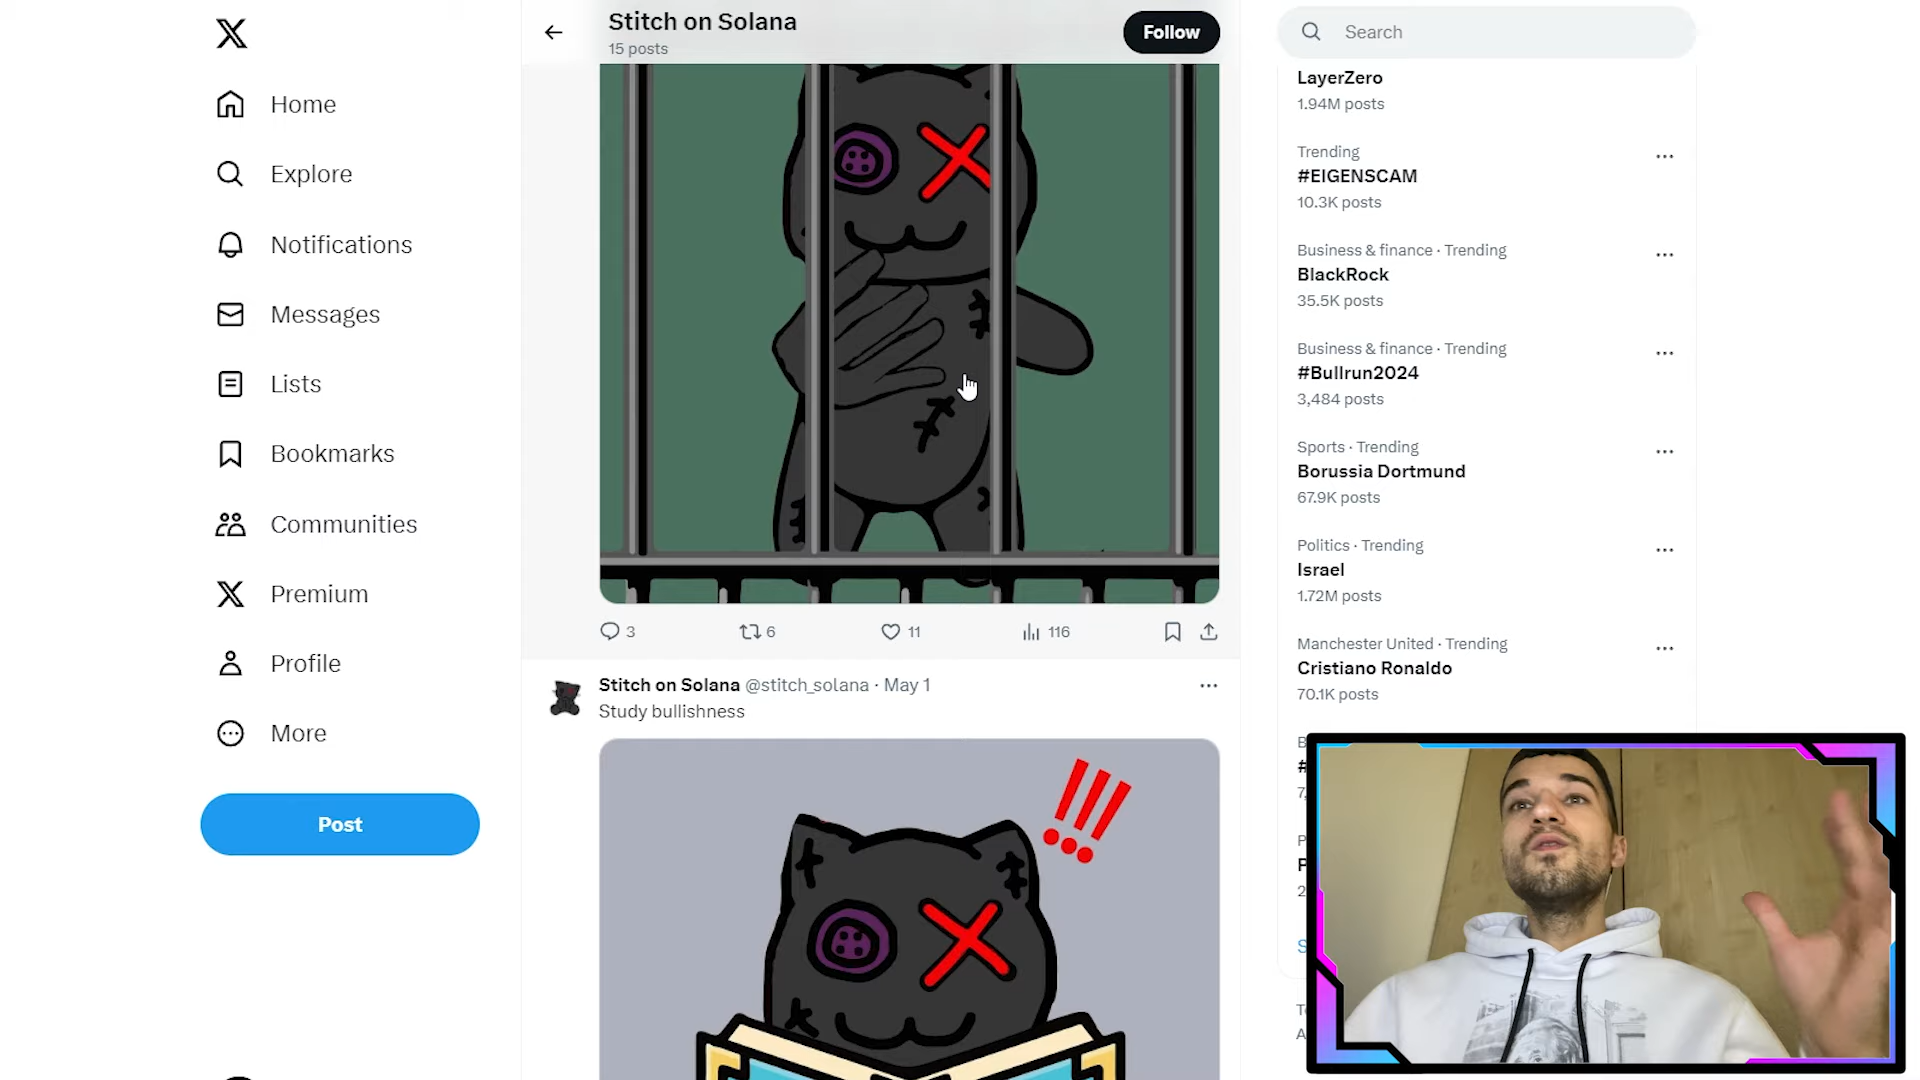 Stitch on Solana
15 posts
Follow
Search
Home
Explore
Notifications
Messages
Lists
Bookmarks
Communities
Premium
Profile
More
Post
3
6
11
116
Stitch on Solana @stitch_solana · May 1
Study bullishness
!!!
LayerZero
1.94M posts
Trending
#EIGENSCAM
10.3K posts
Business & finance · Trending
BlackRock
35.5K posts
Business & finance · Trending
#Bullrun2024
3,484 posts
Sports · Trending
Borussia Dortmund
67.9K posts
Politics · Trending
Israel
1.72M posts
Manchester United · Trending
Cristiano Ronaldo
70.1K posts